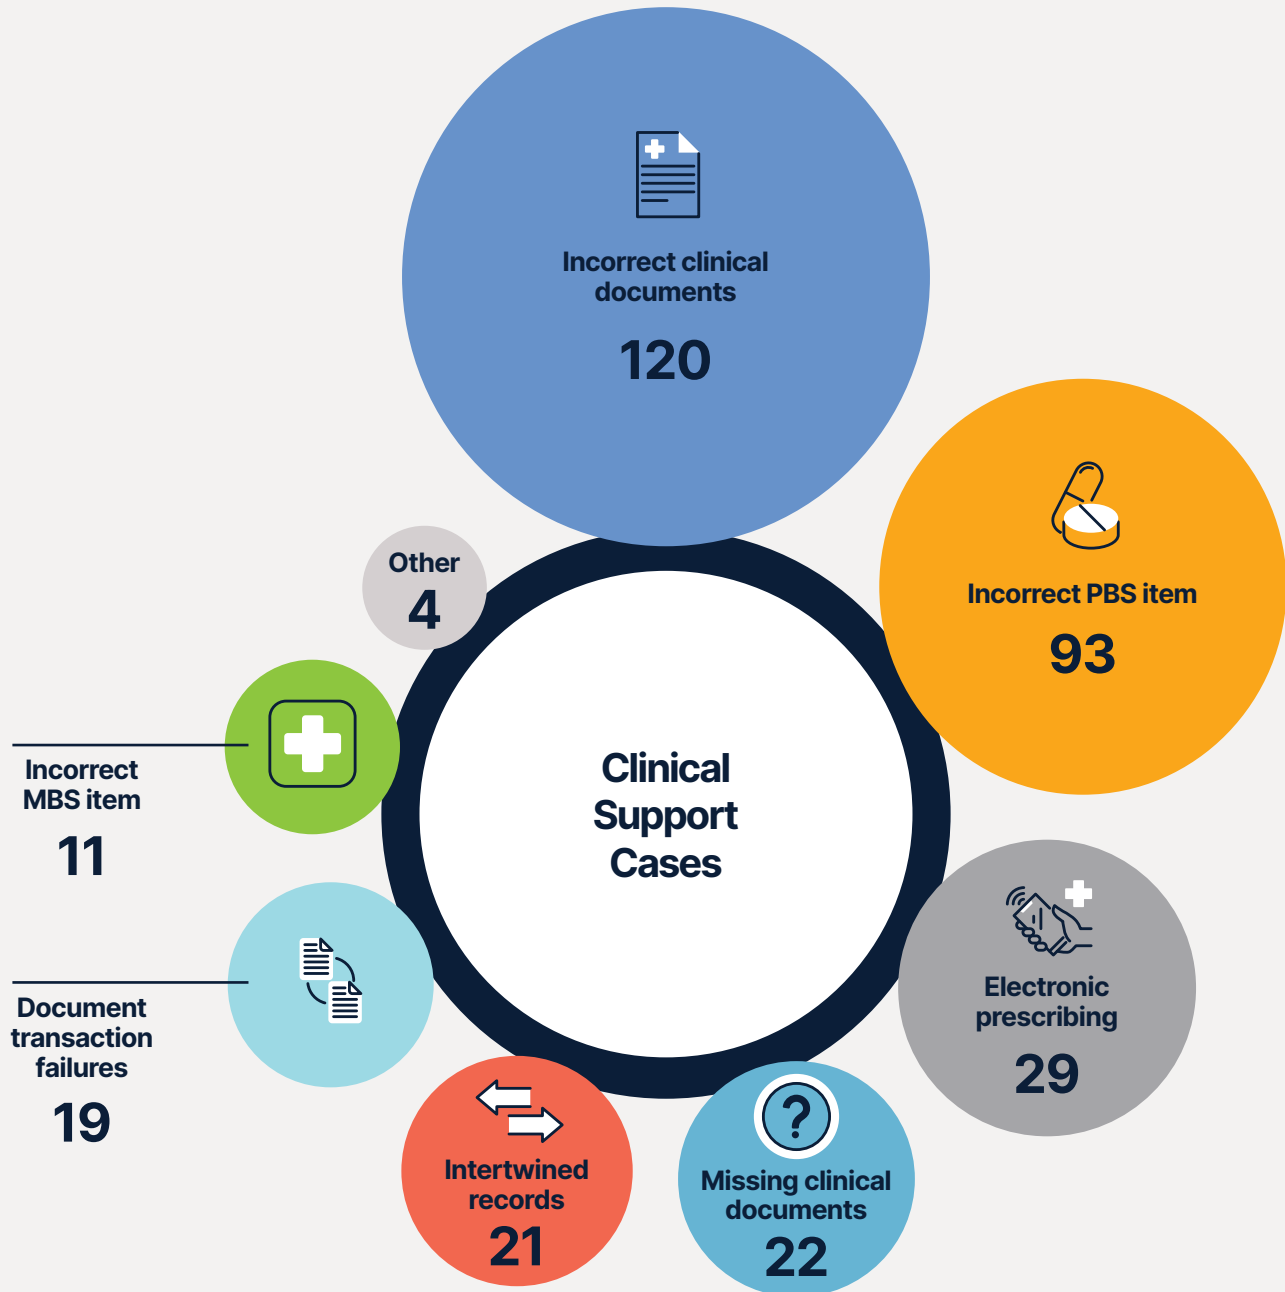 Incorrect clinical
documents
120
Incorrect PBS item
93
Electronic
prescribing
29
Missing clinical
documents
22
Intertwined
records
21
Document
transaction
failures
19
Incorrect
MBS item
11
Other
4
Clinical
Support
Cases